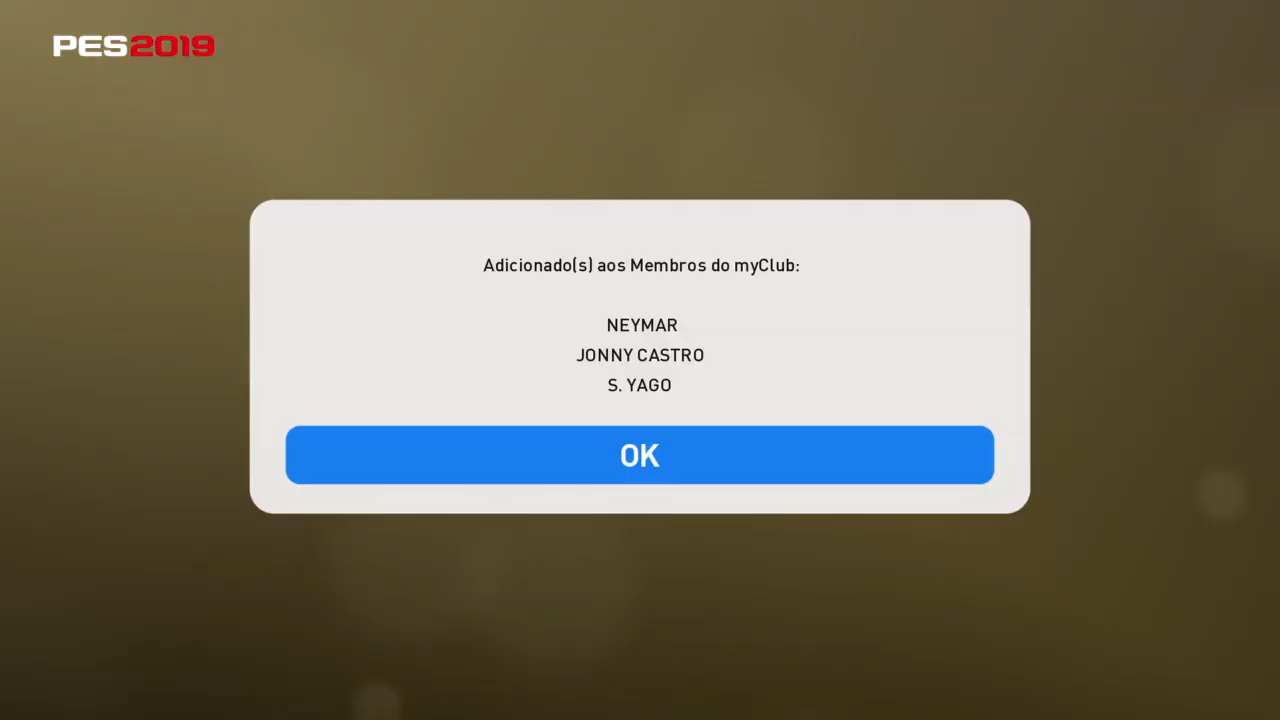 PES2019
Adicionado(s) aos Membros do myClub:
NEYMAR
JONNY CASTRO
S. YAGO
OK